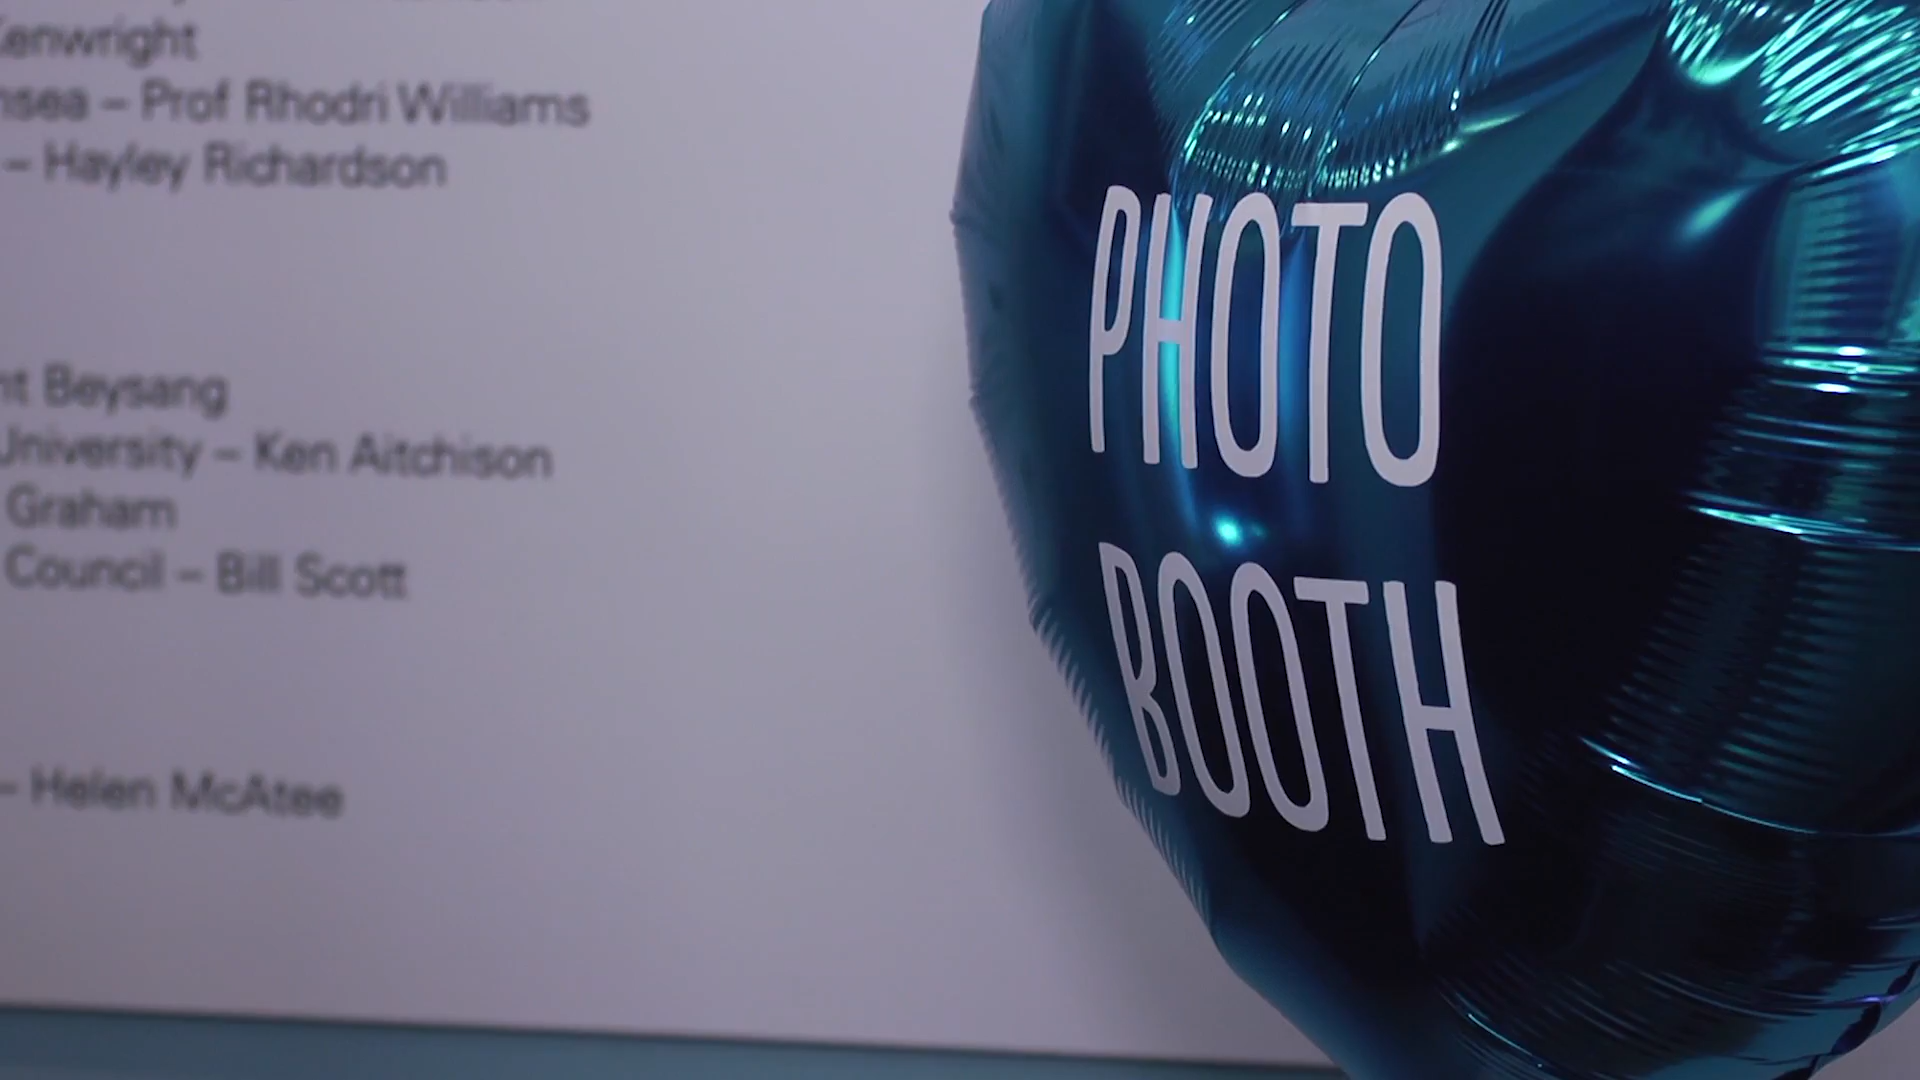 Kenwright
nsea – Prof Rhodri Williams
– Hayley Richardson
nt Beysang
University – Ken Aitchison
Graham
Council – Bill Scott
– Helen McAtee
PHOTO
BOOTH